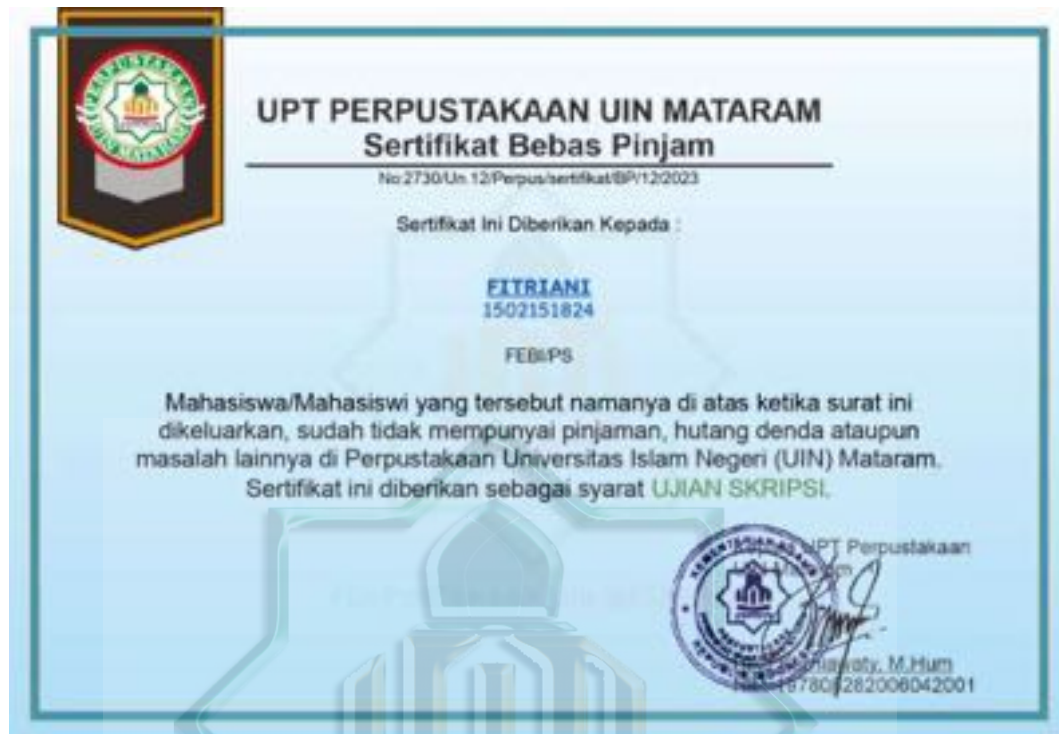 PERPUSTAKAAN
UIN MATARAM
UPT PERPUSTAKAAN UIN MATARAM
Sertifikat Bebas Pinjam
No:2730/Un.12/Perpus/sertifikat/BP/12/2023
Sertifikat Ini Diberikan Kepada :
FITRIANI
1502151824
FEBI/PS
Mahasiswa/Mahasiswi yang tersebut namanya di atas ketika surat ini
dikeluarkan, sudah tidak mempunyai pinjaman, hutang denda ataupun
masalah lainnya di Perpustakaan Universitas Islam Negeri (UIN) Mataram.
Sertifikat ini diberikan sebagai syarat UJIAN SKRIPSI.
UPT Perpustakaan
M.Hum